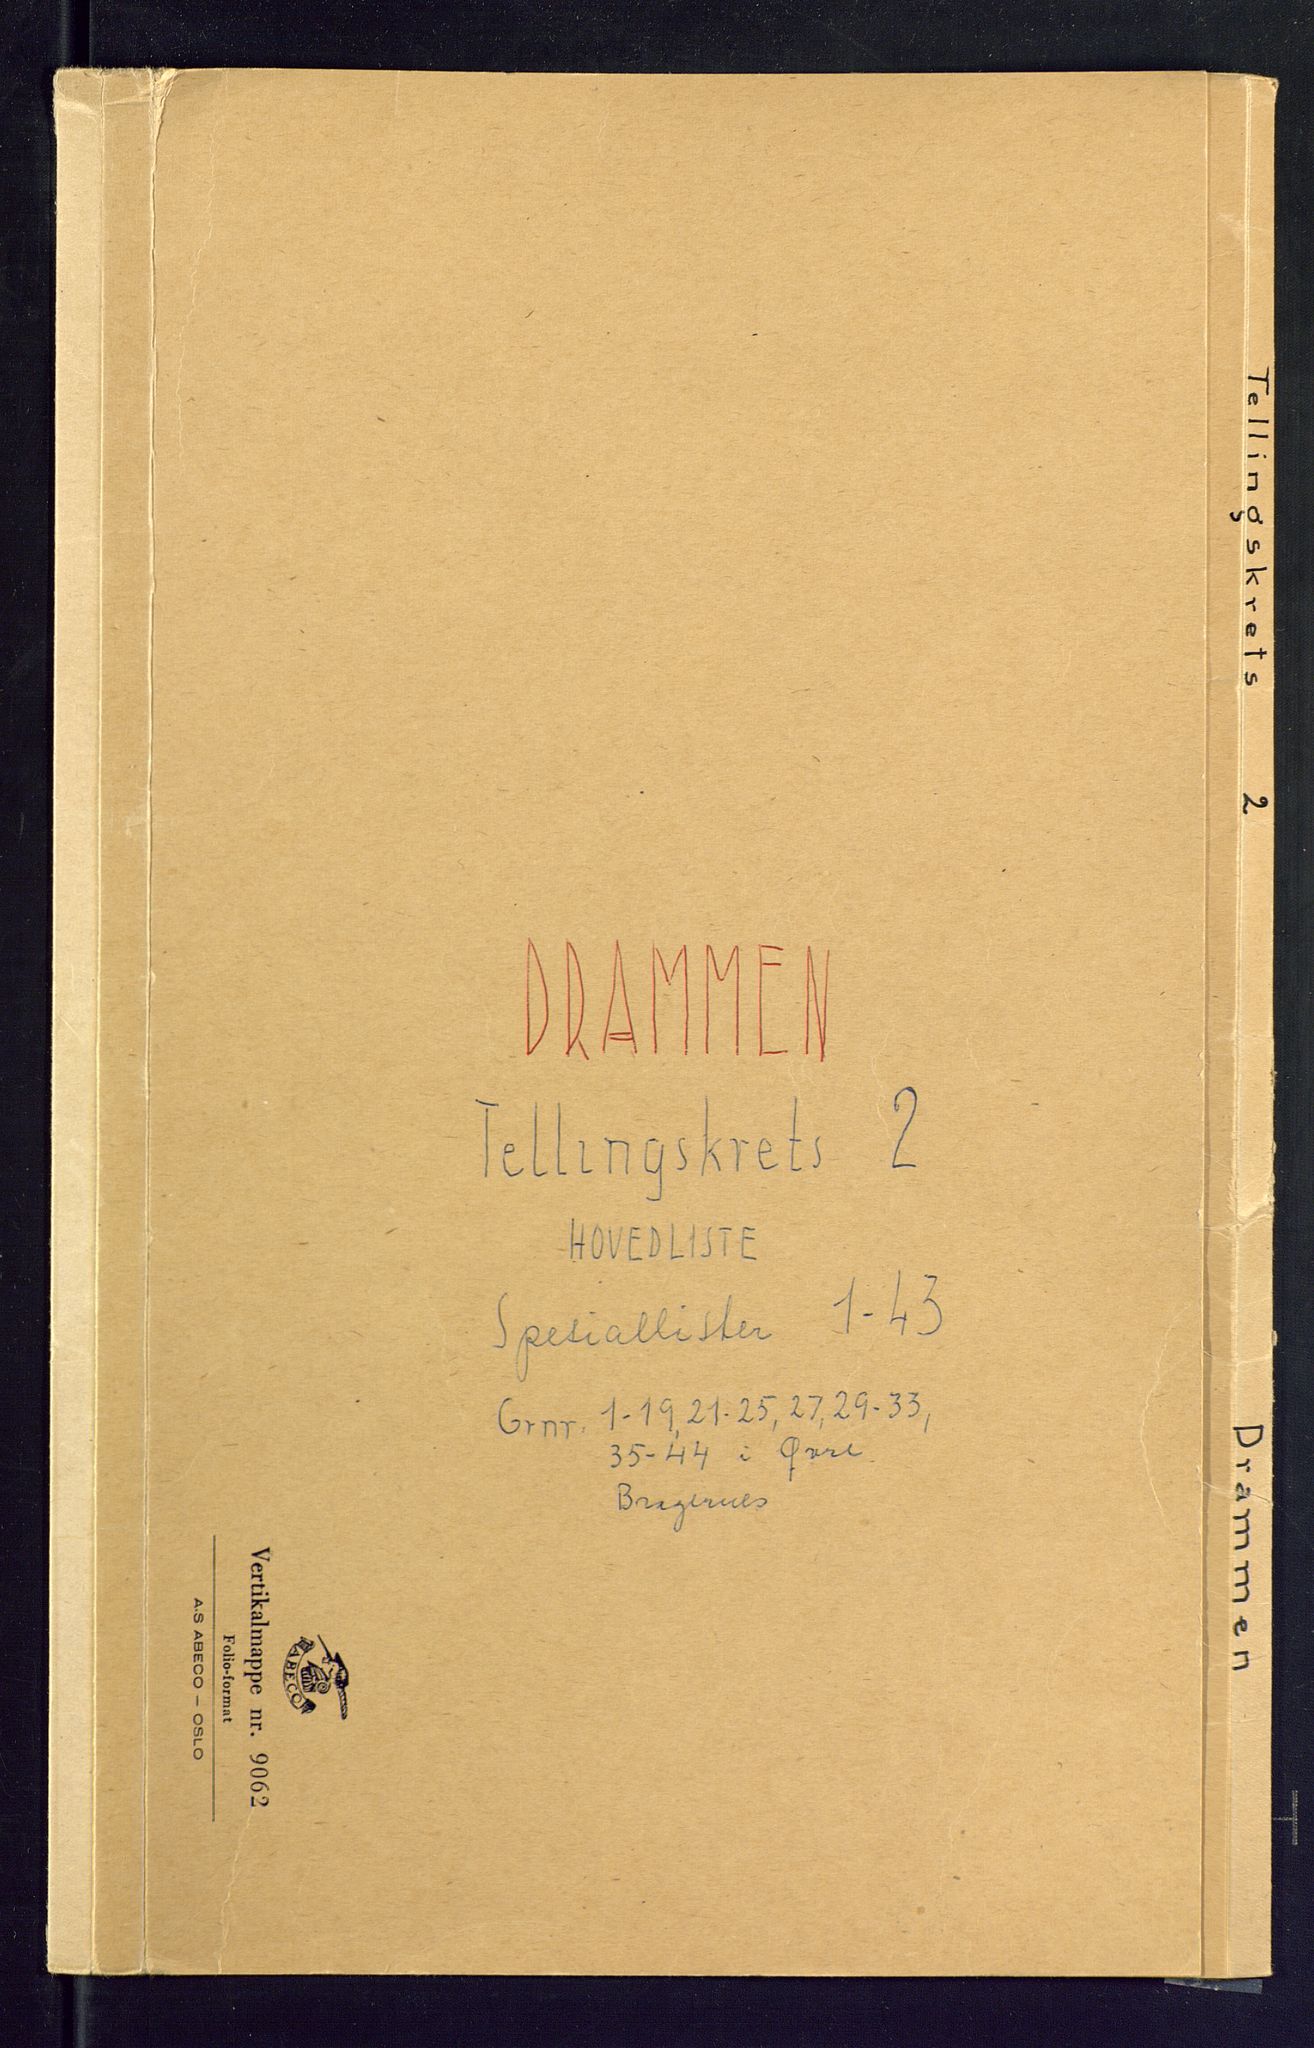 DRAMMEN
Tellingskrets 2
HOVEDLISTE
Spesiallister 1-43
Grnr. 1-19, 21-25, 27, 29-33,
35-44 i Øvre
Bragernes
Tellingskrets 2 Drammen
ABECO
Vertikalmappe nr. 9062
Folio-format
A.S ABECO – OSLO